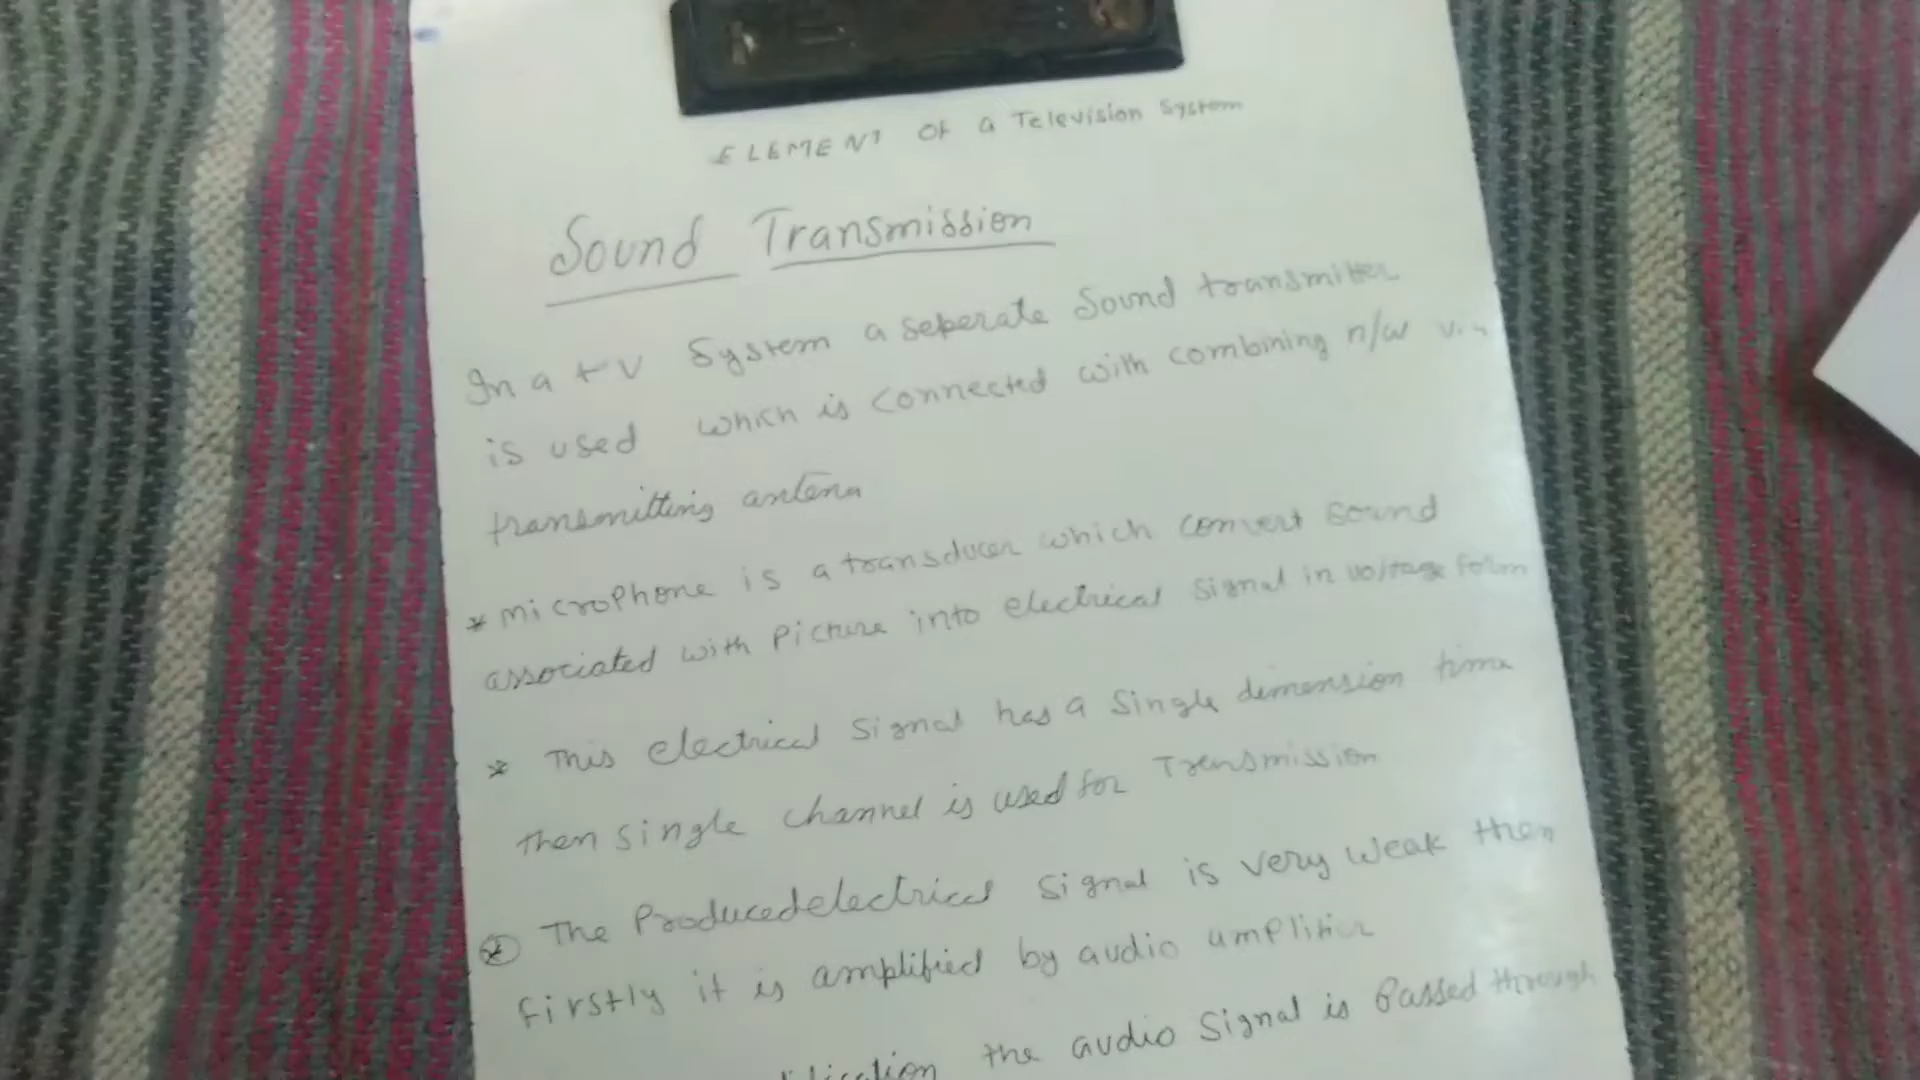 ELEMENT OF a Television System
Sound Transmission
In a tv System a seperate Sound transmitter
is used which is connected with combining n/w
transmitting antena
* microphone is a transducer which convert sound
associated with Picture into electrical signal in voltage form
* This electrical signal has a single dimension time
then single channel is used for Transmission
* The Produced electrical signal is very weak then
firstly it is amplified by audio amplifier
the audio signal is passed through